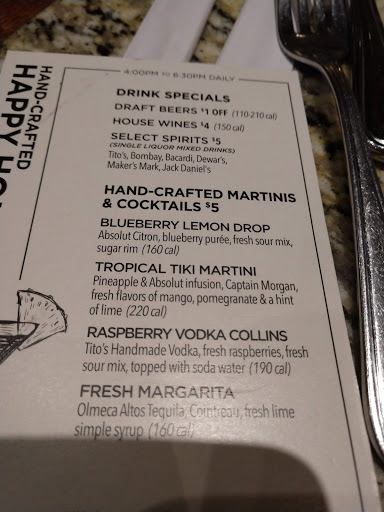 HAND-CRAFTED
HAPPY
4:00PM TO 6:30PM DAILY
DRINK SPECIALS
DRAFT BEERS $1 OFF (110-210 cal)
HOUSE WINES $4 (150 cal)
SELECT SPIRITS $5
(SINGLE LIQUOR MIXED DRINKS)
Tito's, Bombay, Bacardi, Dewar's,
Maker's Mark, Jack Daniel's
HAND-CRAFTED MARTINIS
& COCKTAILS $5
BLUEBERRY LEMON DROP
Absolut Citron, blueberry purée, fresh sour mix,
sugar rim (160 cal)
TROPICAL TIKI MARTINI
Pineapple & Absolut infusion, Captain Morgan,
fresh flavors of mango, pomegranate & a hint
of lime (220 cal)
RASPBERRY VODKA COLLINS
Tito's Handmade Vodka, fresh raspberries, fresh
sour mix, topped with soda water (190 cal)
FRESH MARGARITA
Olmeca Altos Tequila, Cointreau, fresh lime
simple syrup (160 cal)